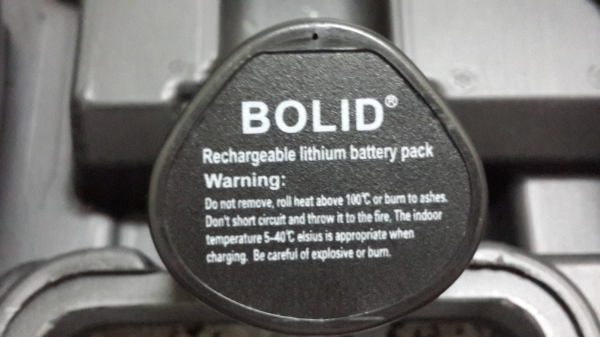 BOLID®
Rechargeable lithium battery pack
Warning:
Do not remove, roll heat above 100℃ or burn to ashes.
Don't short circuit and throw it to the fire. The indoor
temperature 5-40℃ elsius is appropriate when
charging. Be careful of explosive or burn.